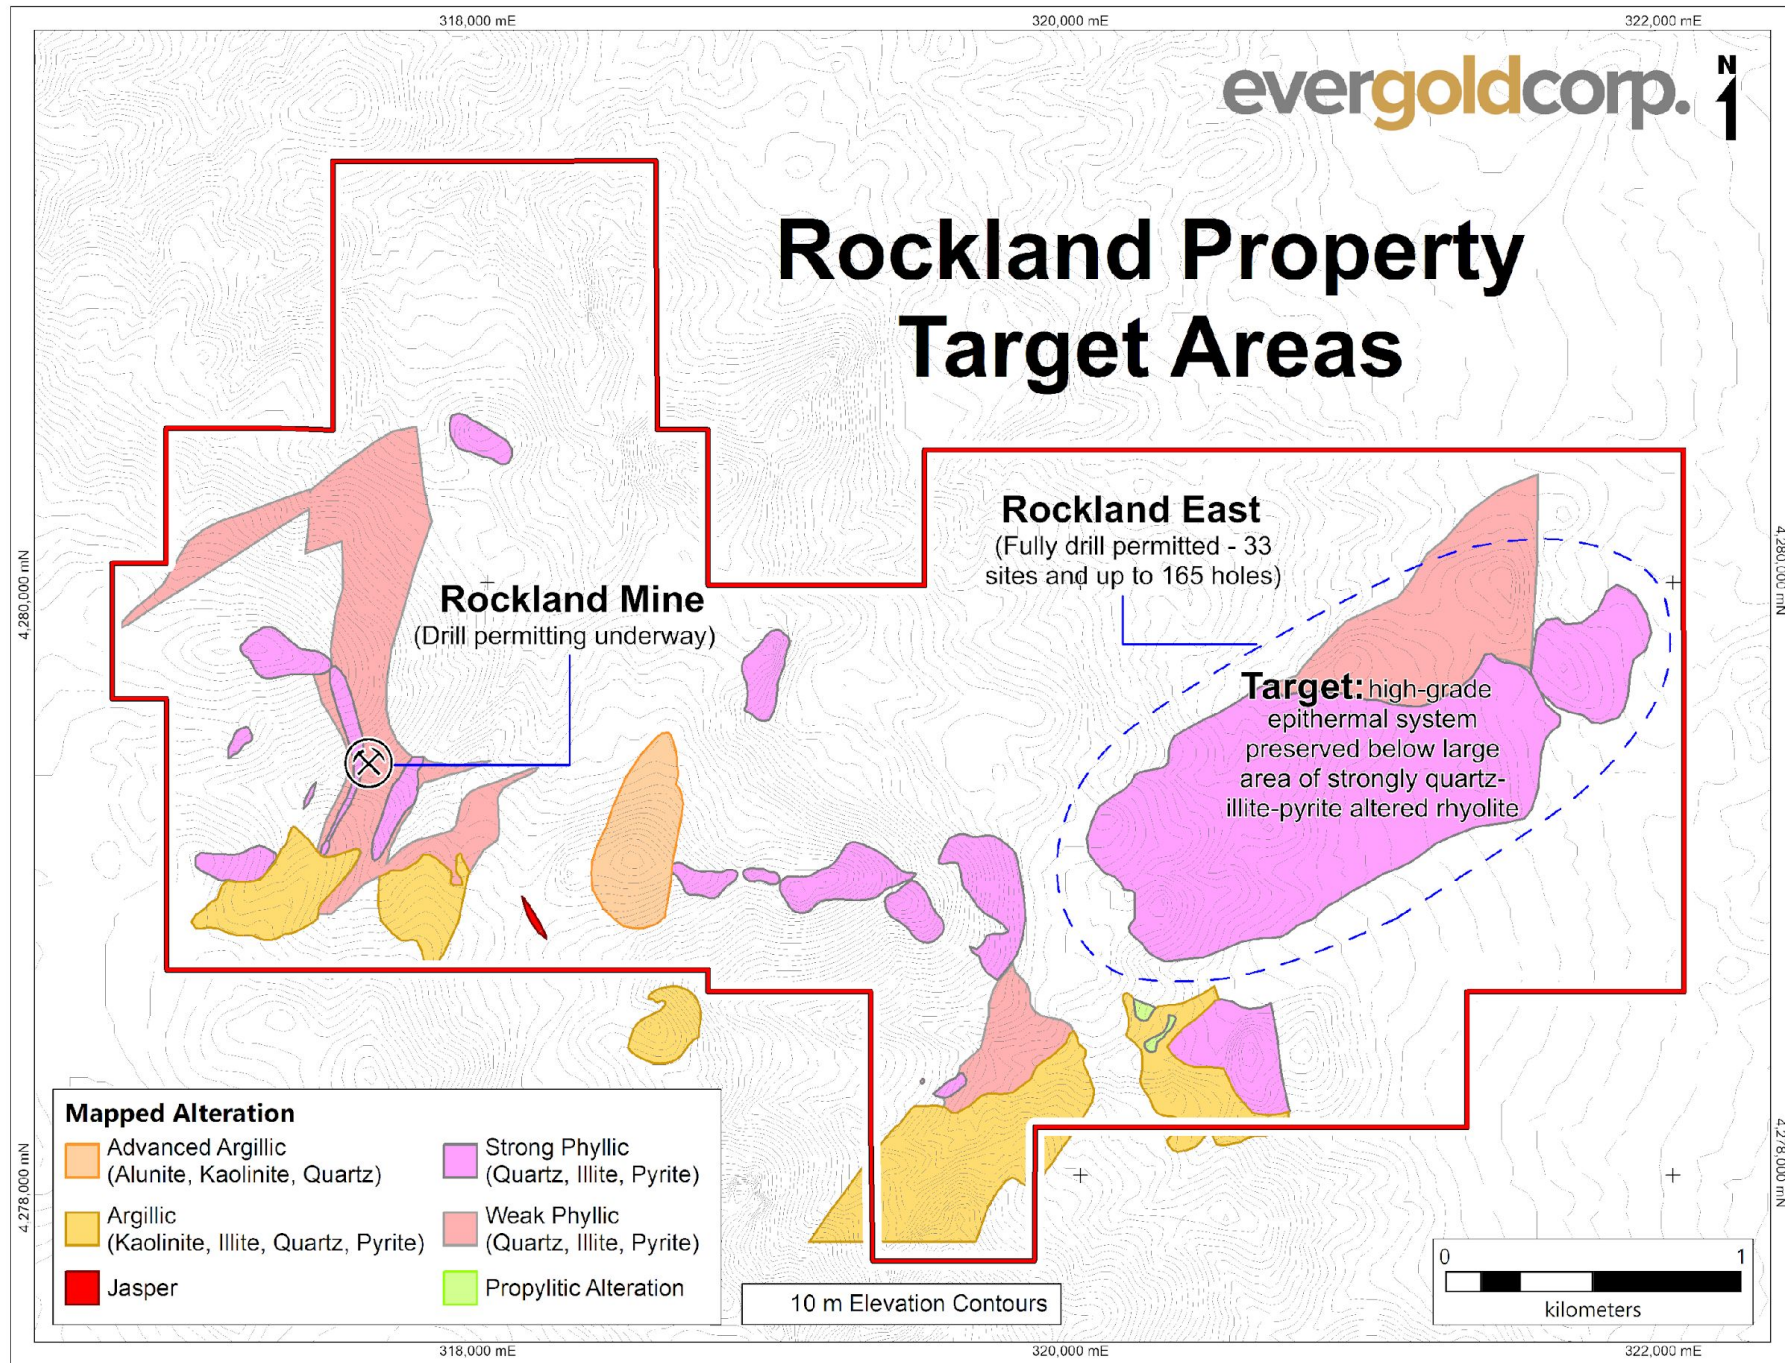 318,000 mE
320,000 mE
322,000 mE
evergoldcorp.
N
Rockland Property
Target Areas
Rockland East
(Fully drill permitted - 33
sites and up to 165 holes)
4,280,000 mN
4,280,000 mN
Rockland Mine
(Drill permitting underway)
Target: high-grade
epithermal system
preserved below large
area of strongly quartz-
illite-pyrite altered rhyolite
Mapped Alteration
Advanced Argillic
(Alunite, Kaolinite, Quartz)
Argillic
(Kaolinite, Illite, Quartz, Pyrite)
Jasper
Strong Phyllic
(Quartz, Illite, Pyrite)
Weak Phyllic
(Quartz, Illite, Pyrite)
Propylitic Alteration
10 m Elevation Contours
4,278,000 mN
4,278,000 mN
0
1
kilometers
318,000 mE
320,000 mE
322,000 mE